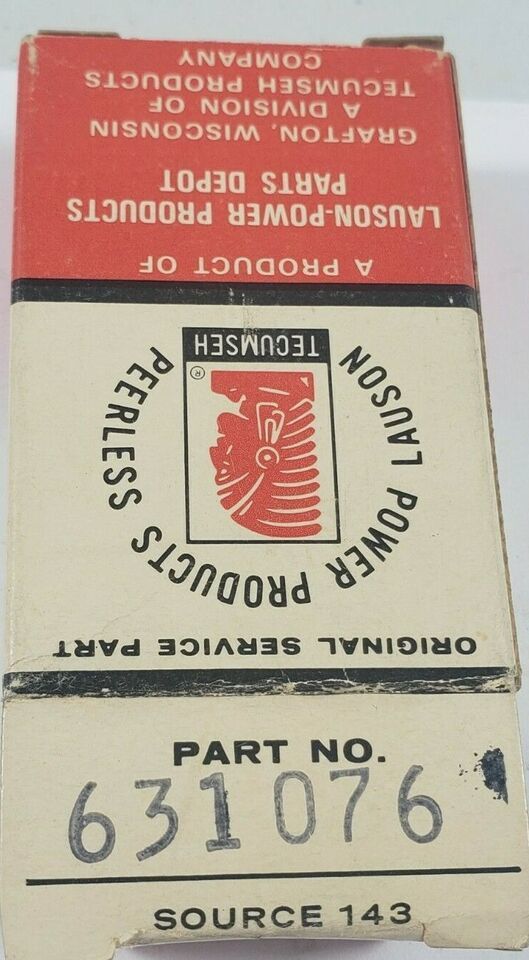 ORIGINAL SERVICE PART
LAUSON POWER PRODUCTS PEERLESS
TECUMSEH
®
A PRODUCT OF
LAUSON-POWER PRODUCTS
PARTS DEPOT
GRAFTON, WISCONSIN
A DIVISION OF
TECUMSEH PRODUCTS
COMPANY
PART NO.
631076
SOURCE 143